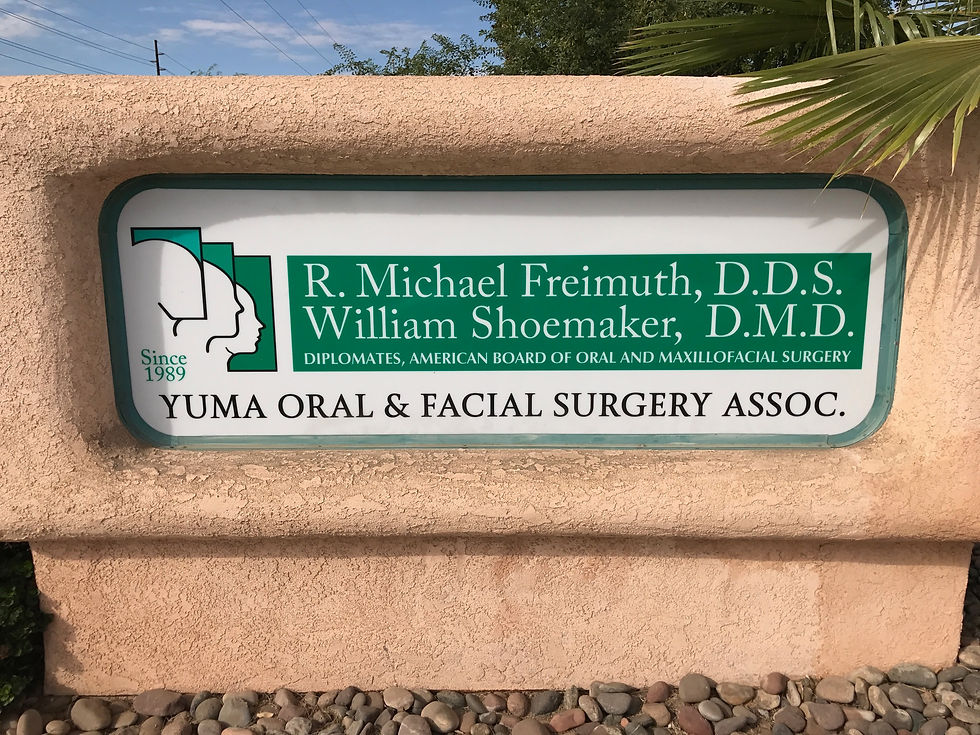 R. Michael Freimuth, D.D.S.
William Shoemaker, D.M.D.
DIPLOMATES, AMERICAN BOARD OF ORAL AND MAXILLOFACIAL SURGERY
Since
1989
YUMA ORAL & FACIAL SURGERY ASSOC.